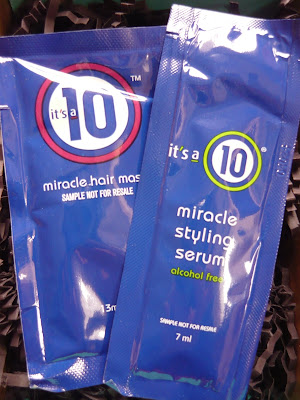 it's a 10 ™
miracle hair mas
SAMPLE NOT FOR RESALE
3m
it's a 10
miracle
styling
serum
alcohol free
SAMPLE NOT FOR RESALE
7 ml